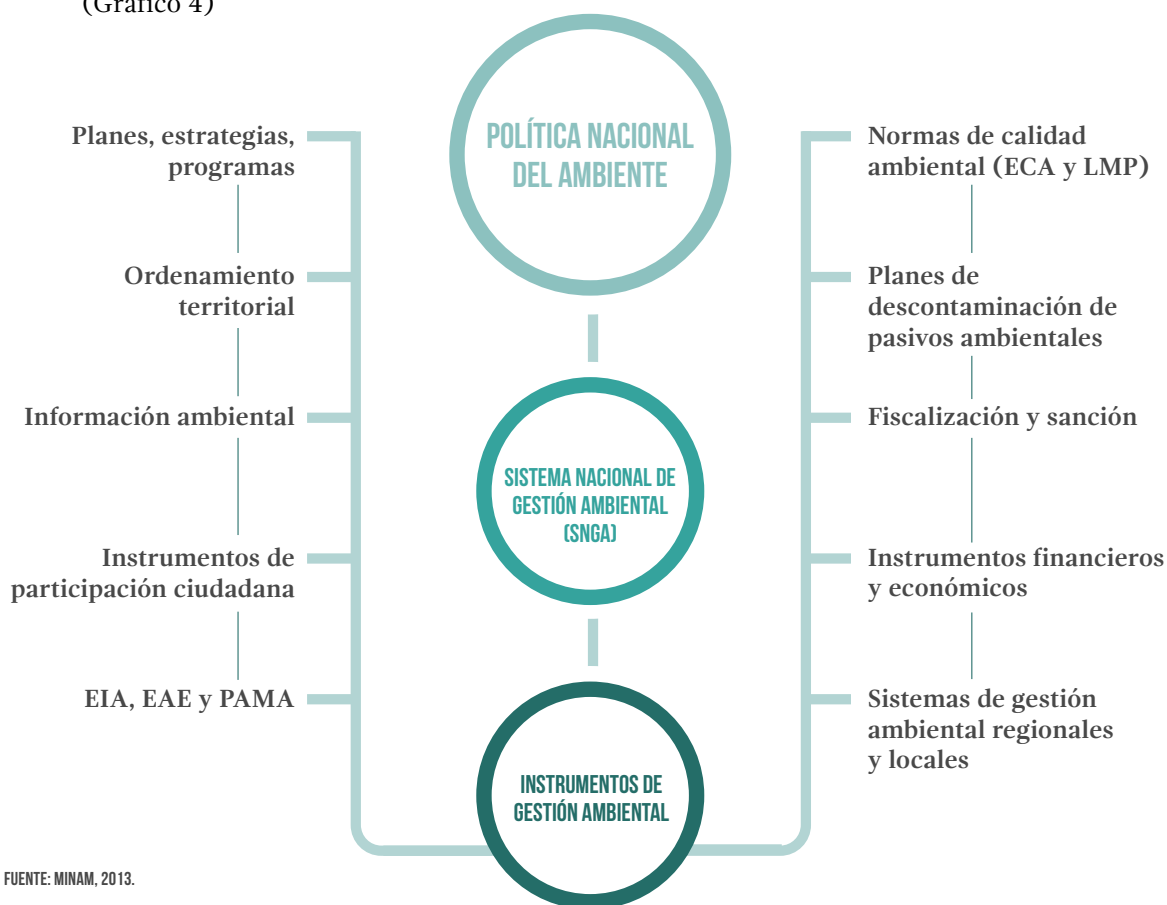 (Gráfico 4)
POLÍTICA NACIONAL
DEL AMBIENTE
Planes, estrategias,
programas
Ordenamiento
territorial
Información ambiental
Instrumentos de
participación ciudadana
EIA, EAE y PAMA
SISTEMA NACIONAL DE
GESTIÓN AMBIENTAL
(SNGA)
INSTRUMENTOS DE
GESTIÓN AMBIENTAL
Normas de calidad
ambiental (ECA y LMP)
Planes de
descontaminación de
pasivos ambientales
Fiscalización y sanción
Instrumentos financieros
y económicos
Sistemas de gestión
ambiental regionales
y locales
FUENTE: MINAM, 2013.